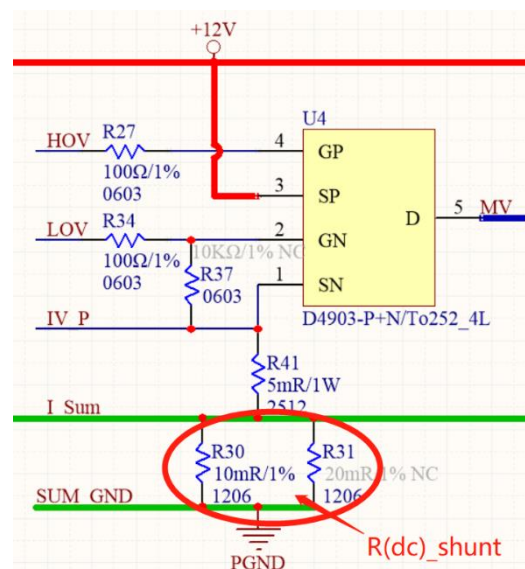 +12V
U4
HOV
R27
100Ω/1%
0603
4
GP
3
SP
LOV
R34
100Ω/1%
0603
2
GN
D
5
MV
10KΩ/1% NC
R37
0603
1
SN
IV_P
D4903-P+N/To252_4L
R41
5mR/1W
2512
I_Sum
R30
10mR/1%
1206
R31
20mR/1% NC
1206
SUM_GND
PGND
R(dc)_shunt